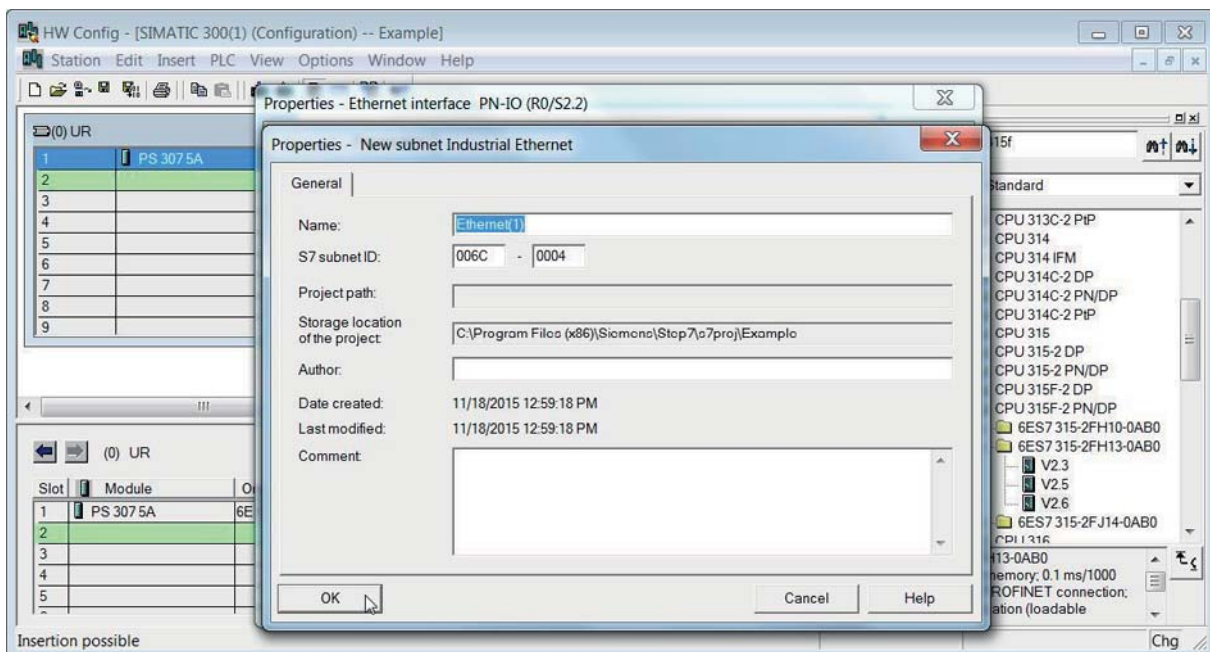 HW Config - [SIMATIC 300(1) (Configuration) -- Example]
Station Edit Insert PLC View Options Window Help
Properties - Ethernet interface PN-IO (R0/S2.2)
Properties - New subnet Industrial Ethernet
General
Name: Ethernet(1)
S7 subnet ID: 006C - 0004
Project path:
Storage location
of the project: C:\Program Files (x86)\Siemens\Step7\s7proj\Example
Author:
Date created: 11/18/2015 12:59:18 PM
Last modified: 11/18/2015 12:59:18 PM
Comment:
OK Cancel Help
(0) UR
1 PS 307 5A
2
3
4
5
6
7
8
9
(0) UR
Slot Module
1 PS 307 5A 6E
2
3
4
5
15f
Standard
CPU 313C-2 PtP
CPU 314
CPU 314 IFM
CPU 314C-2 DP
CPU 314C-2 PN/DP
CPU 314C-2 PtP
CPU 315
CPU 315-2 DP
CPU 315-2 PN/DP
CPU 315F-2 DP
CPU 315F-2 PN/DP
6ES7 315-2FH10-0AB0
6ES7 315-2FH13-0AB0
V2.3
V2.5
V2.6
6ES7 315-2FJ14-0AB0
CPU 316
H13-0AB0
memory; 0.1 ms/1000
ROFINET connection;
ation (loadable
Insertion possible
Chg